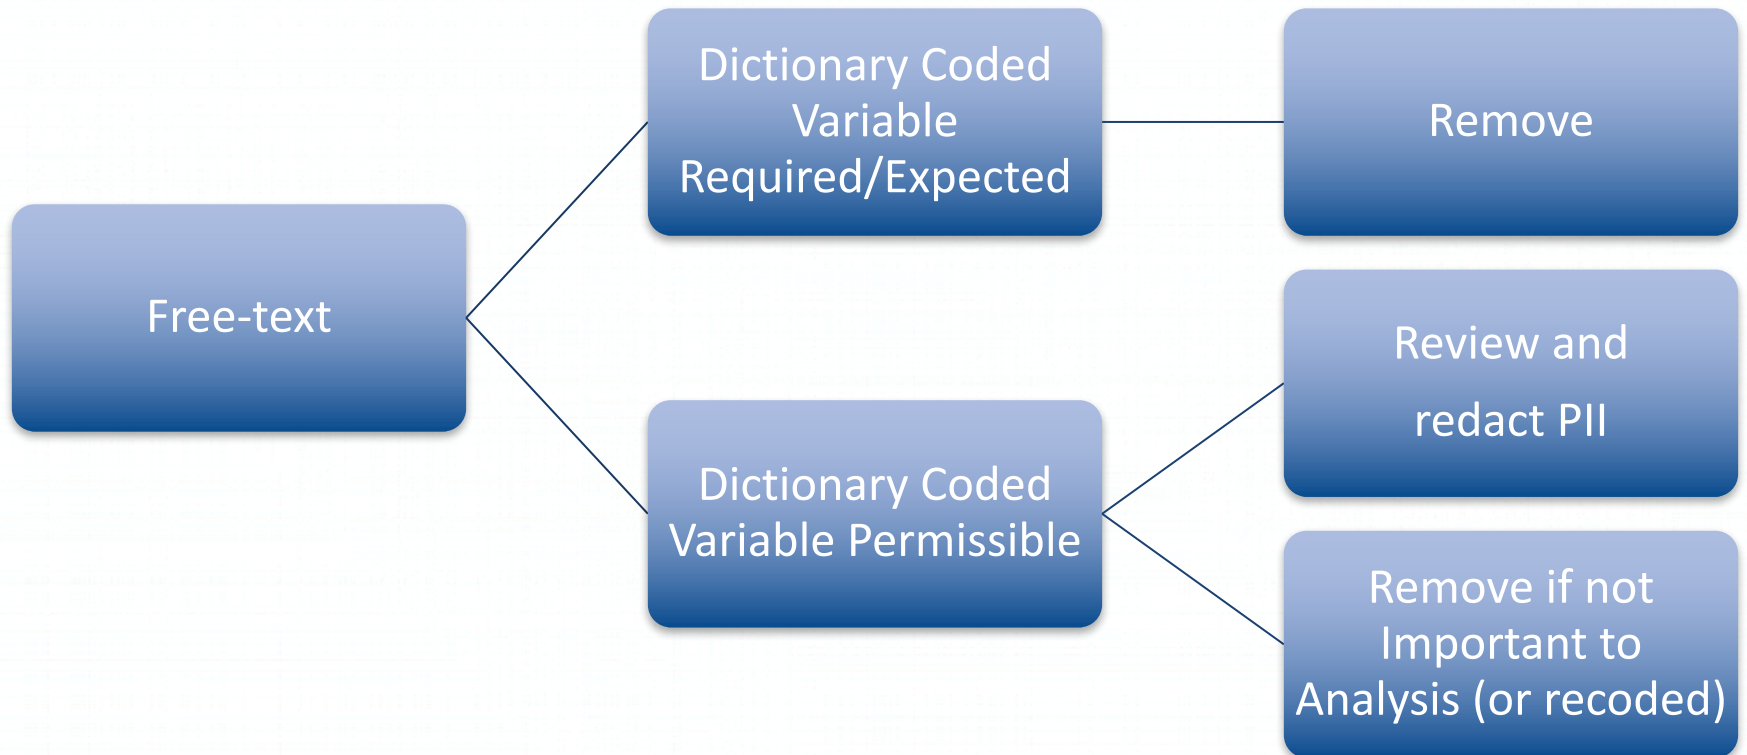 Free-text
Dictionary Coded
Variable
Required/Expected
Remove
Dictionary Coded
Variable Permissible
Review and
redact PII
Remove if not
Important to
Analysis (or recoded)